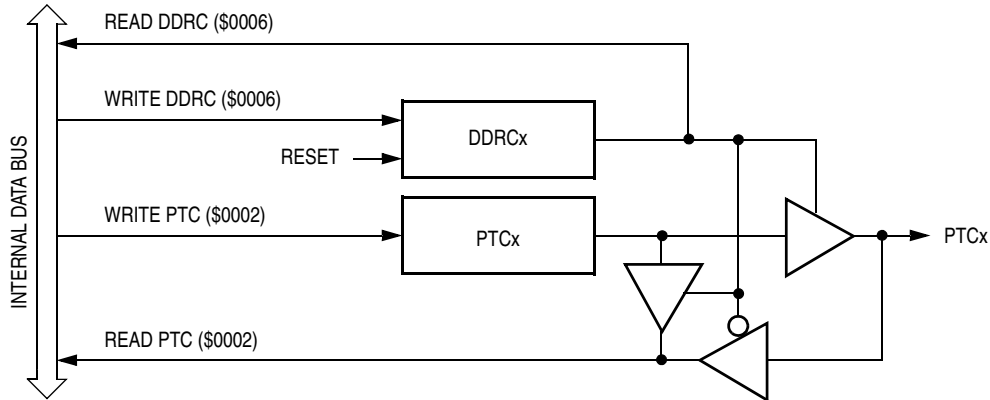 READ DDRC ($0006)
WRITE DDRC ($0006)
DDRCx
RESET
INTERNAL DATA BUS
WRITE PTC ($0002)
PTCx
PTCx
READ PTC ($0002)